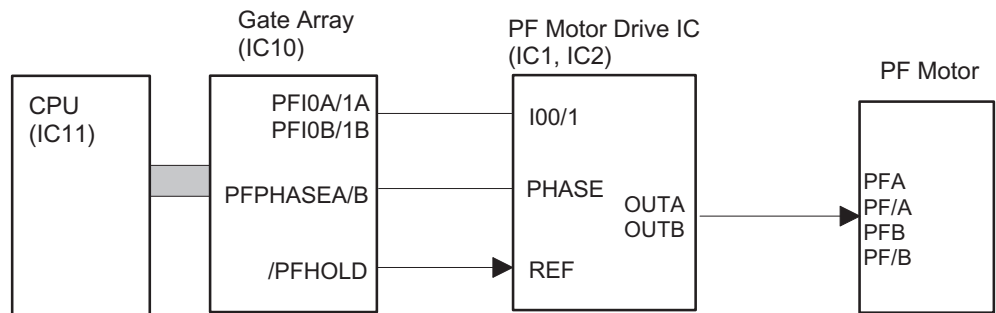 Gate Array
(IC10)
PF Motor Drive IC
(IC1, IC2)
PF Motor
CPU
(IC11)
PFI0A/1A
PFI0B/1B
PFPHASEA/B
/PFHOLD
I00/1
PHASE
REF
OUTA
OUTB
PFA
PF/A
PFB
PF/B